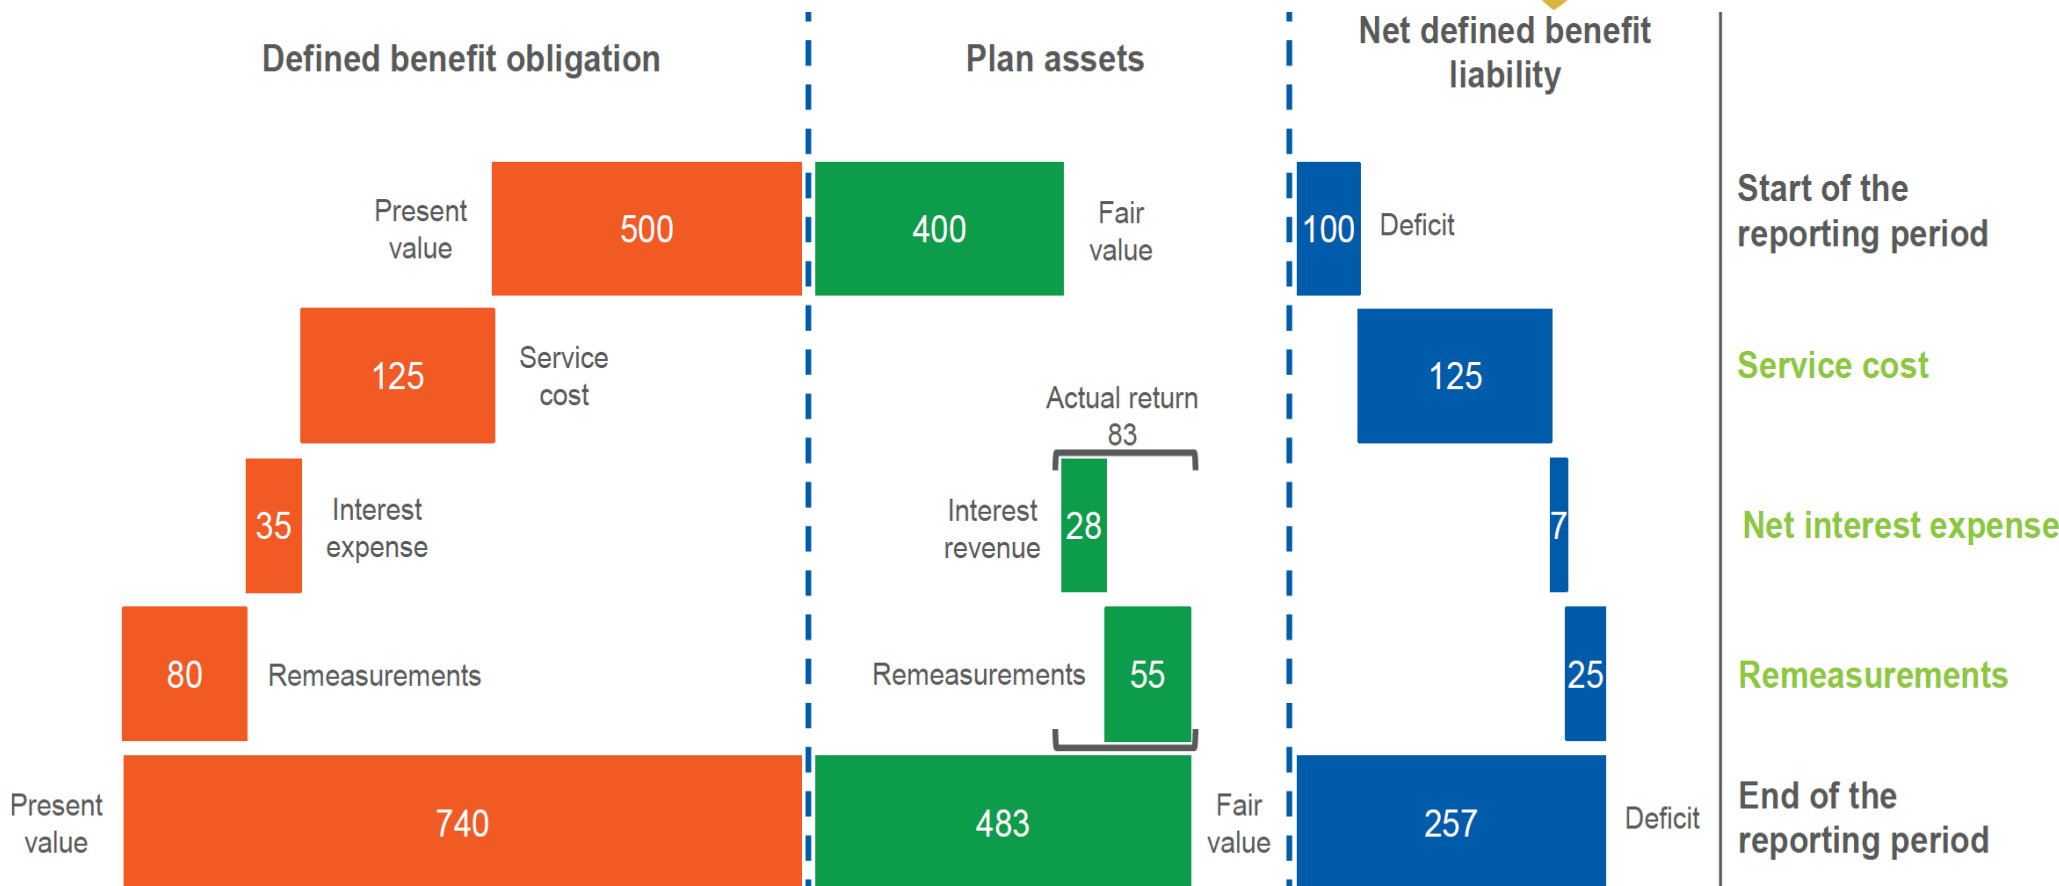 Defined benefit obligation
Plan assets
Net defined benefit
liability
Present
value
500
400
Fair
value
100
Deficit
Start of the
reporting period
125
Service
cost
125
Service cost
Actual return
83
35
Interest
expense
Interest
revenue
28
7
Net interest expense
80
Remeasurements
Remeasurements
55
25
Remeasurements
Present
value
740
483
Fair
value
257
Deficit
End of the
reporting period